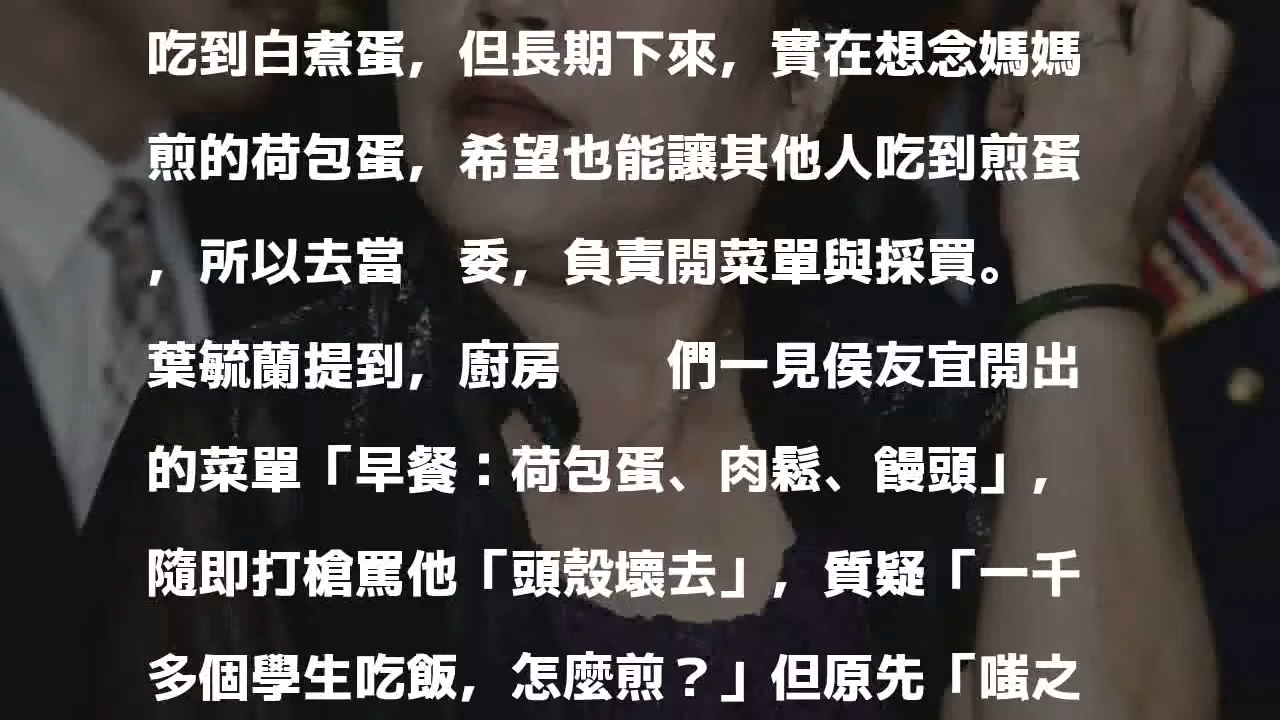 吃到白煮蛋，但長期下來，實在想念媽媽
煎的荷包蛋，希望也能讓其他人吃到煎蛋
，所以去當　委，負責開菜單與採買。
葉毓蘭提到，廚房　　們一見侯友宜開出
的菜單「早餐：荷包蛋、肉鬆、饅頭」，
隨即打槍罵他「頭殼壞去」，質疑「一千
多個學生吃飯，怎麼煎？」但原先「嗤之